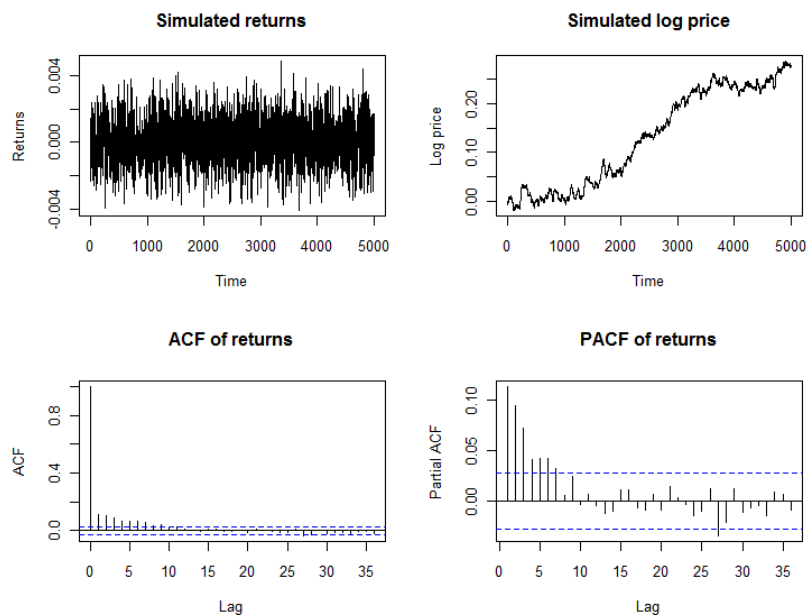 Simulated returns
Returns
0.004
0.000
-0.004
0 1000 2000 3000 4000 5000
Time
Simulated log price
Log price
0.20
0.10
0.00
0 1000 2000 3000 4000 5000
Time
ACF of returns
ACF
0.8
0.4
0.0
0 5 10 15 20 25 30 35
Lag
PACF of returns
Partial ACF
0.10
0.05
0.00
0 5 10 15 20 25 30 35
Lag